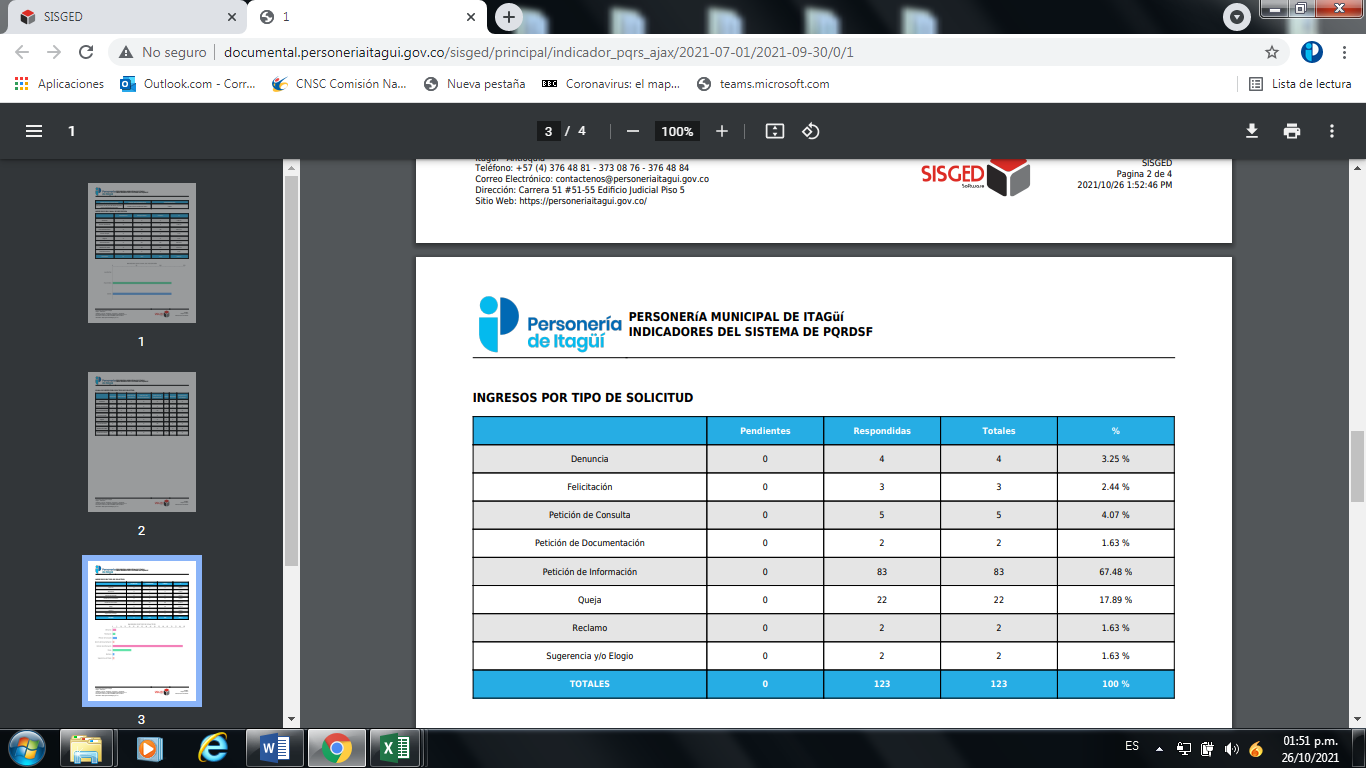 SISGED
1
No seguro
documental.personeriaitagui.gov.co/sisged/principal/indicador_pqrs_ajax/2021-07-01/2021-09-30/0/1
Aplicaciones
Outlook.com - Corr...
CNSC Comisión Na...
Nueva pestaña
BBC
Coronavirus: el map...
teams.microsoft.com
Lista de lectura
1
3 / 4
100%
1
2
3
Teléfono: +57 (4) 376 48 81 - 373 08 76 - 376 48 84
Correo Electrónico: contactenos@personeriaitagui.gov.co
Dirección: Carrera 51 #51-55 Edificio Judicial Piso 5
Sitio Web: https://personeriaitagui.gov.co/
SISGED
Software
SISGED
Pagina 2 de 4
2021/10/26 1:52:46 PM
Personería
de Itagüí
PERSONERíA MUNICIPAL DE ITAGüí
INDICADORES DEL SISTEMA DE PQRDSF
INGRESOS POR TIPO DE SOLICITUD
Pendientes Respondidas Totales %
Denuncia 0 4 4 3.25 %
Felicitación 0 3 3 2.44 %
Petición de Consulta 0 5 5 4.07 %
Petición de Documentación 0 2 2 1.63 %
Petición de Información 0 83 83 67.48 %
Queja 0 22 22 17.89 %
Reclamo 0 2 2 1.63 %
Sugerencia y/o Elogio 0 2 2 1.63 %
TOTALES 0 123 123 100 %
ES
01:51 p.m.
26/10/2021